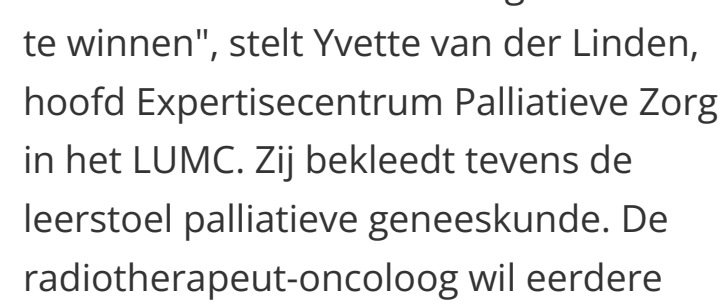 te winnen", stelt Yvette van der Linden,
hoofd Expertisecentrum Palliatieve Zorg
in het LUMC. Zij bekleedt tevens de
leerstoel palliatieve geneeskunde. De
radiotherapeut-oncoloog wil eerdere